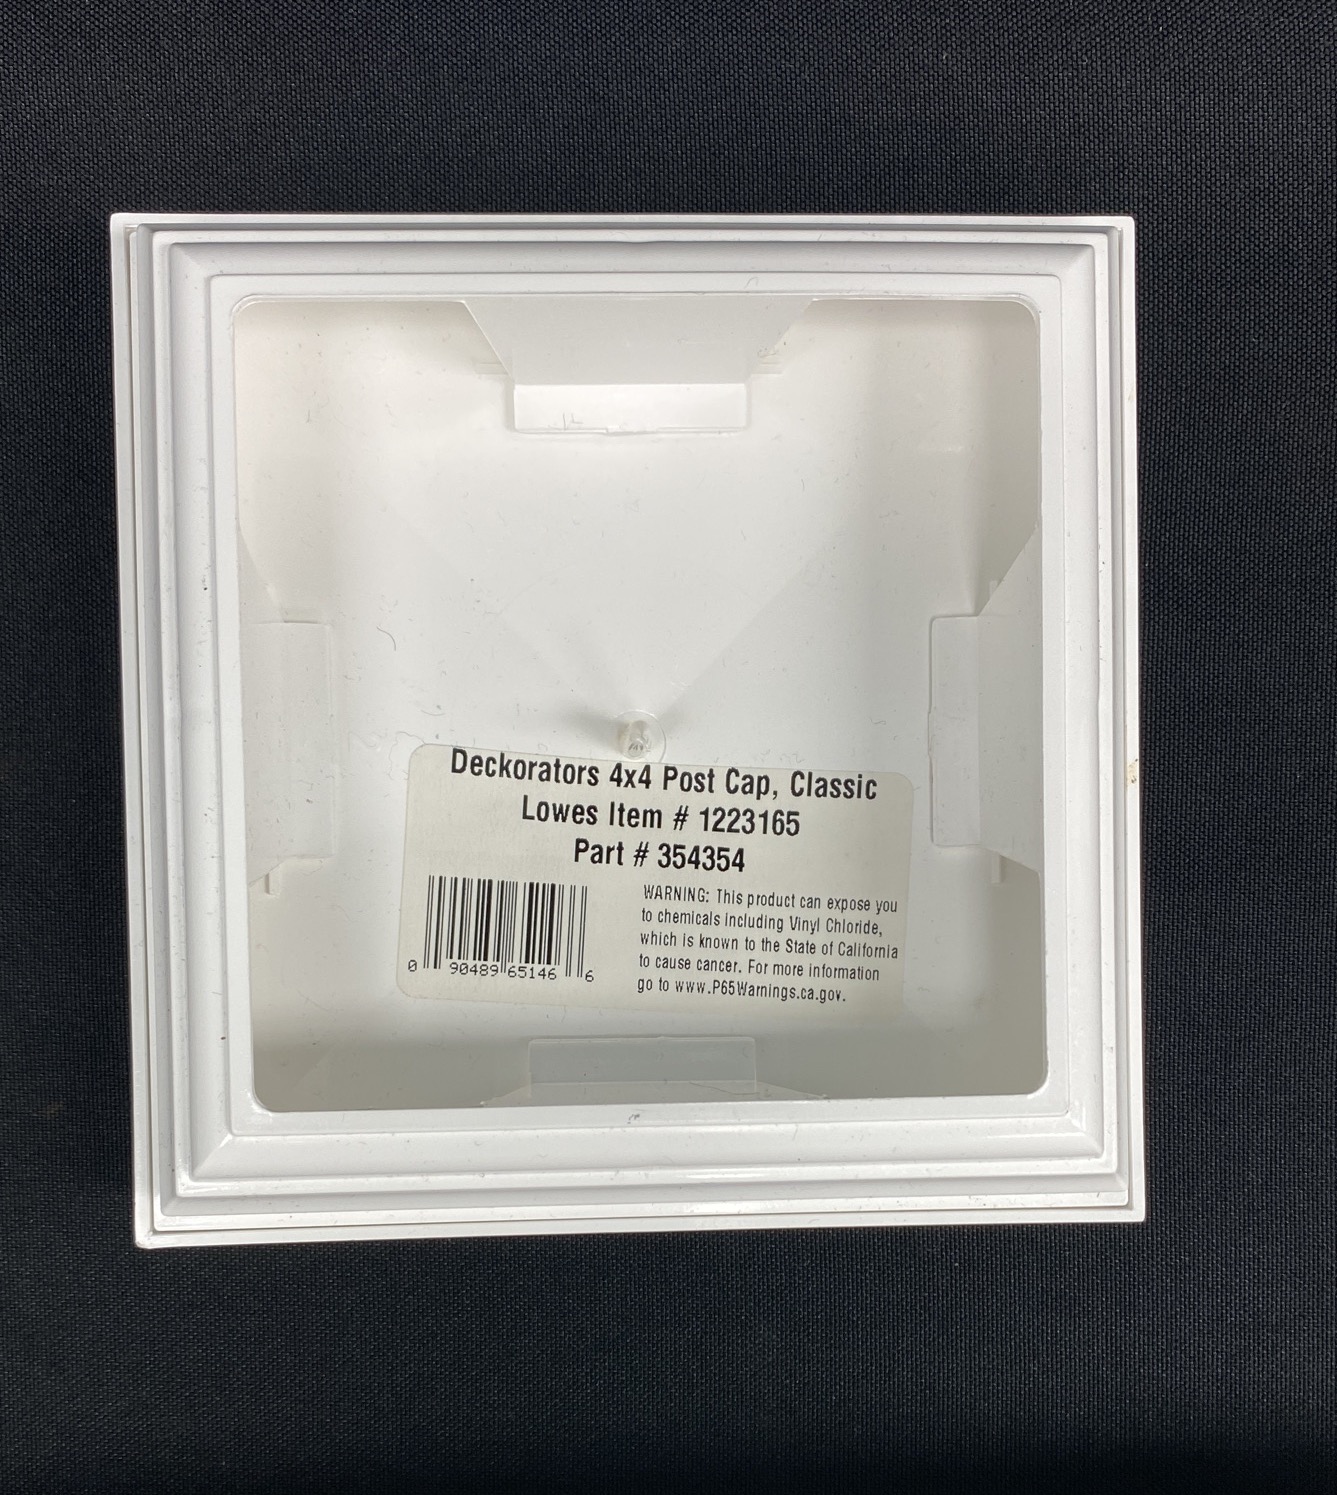 Deckorators 4x4 Post Cap, Classic
Lowes Item # 1223165
Part # 354354
WARNING: This product can expose you
to chemicals including Vinyl Chloride,
which is known to the State of California
to cause cancer. For more information
go to www.P65Warnings.ca.gov.
0 90489 65146 6